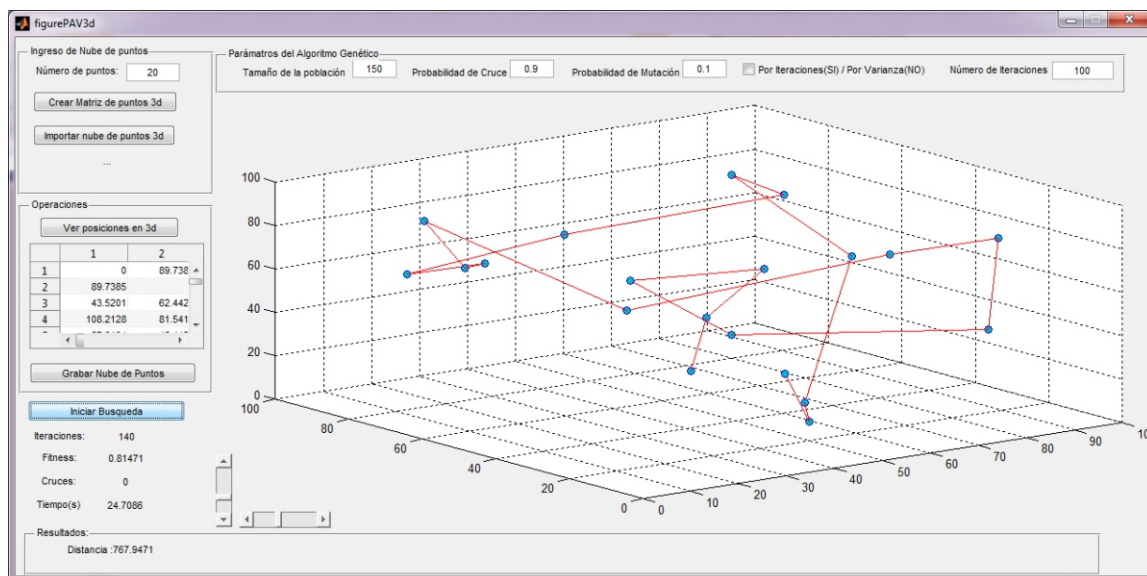 figurePAV3d
Ingreso de Nube de puntos
Número de puntos: 20
Crear Matriz de puntos 3d
Importar nube de puntos 3d
...
Parámatros del Algoritmo Genético
Tamaño de la población 150 Probabilidad de Cruce 0.9 Probabilidad de Mutación 0.1 Por Iteraciones(SI) / Por Varianza(NO) Número de Iteraciones 100
Operaciones
Ver posiciones en 3d
1 2
1 0 89.738
2 89.7385
3 43.5201 62.442
4 108.2128 81.541
Grabar Nube de Puntos
Iniciar Busqueda
Iteraciones: 140
Fitness: 0.81471
Cruces: 0
Tiempo(s) 24.7086
100
80
60
40
20
0
100
80
60
40
20
0
0
10
20
30
40
50
60
70
80
90
10
Resultados:
Distancia :767.9471